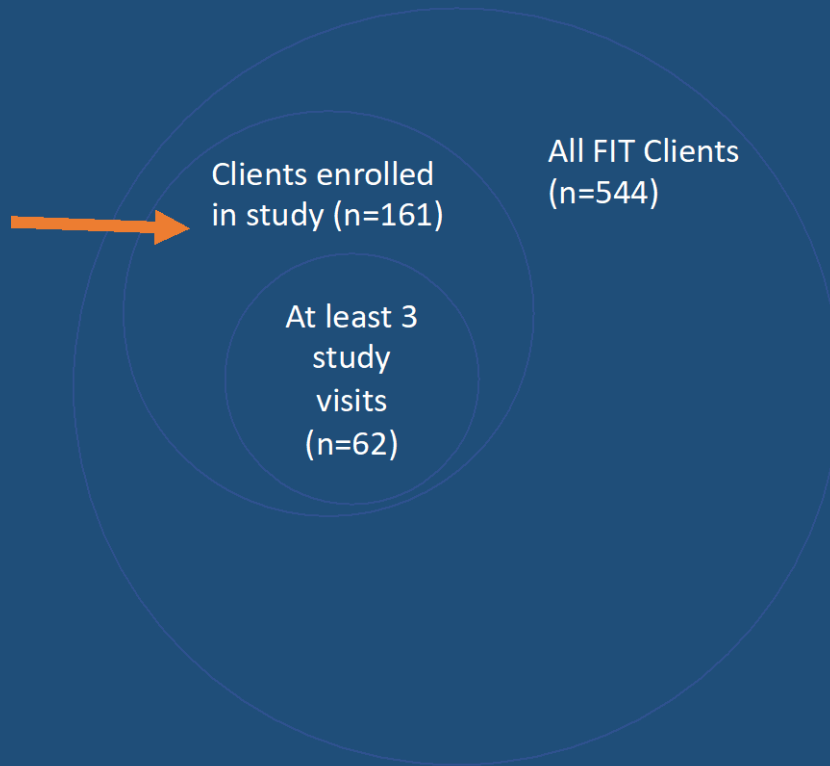 All FIT Clients
(n=544)
Clients enrolled
in study (n=161)
At least 3
study
visits
(n=62)